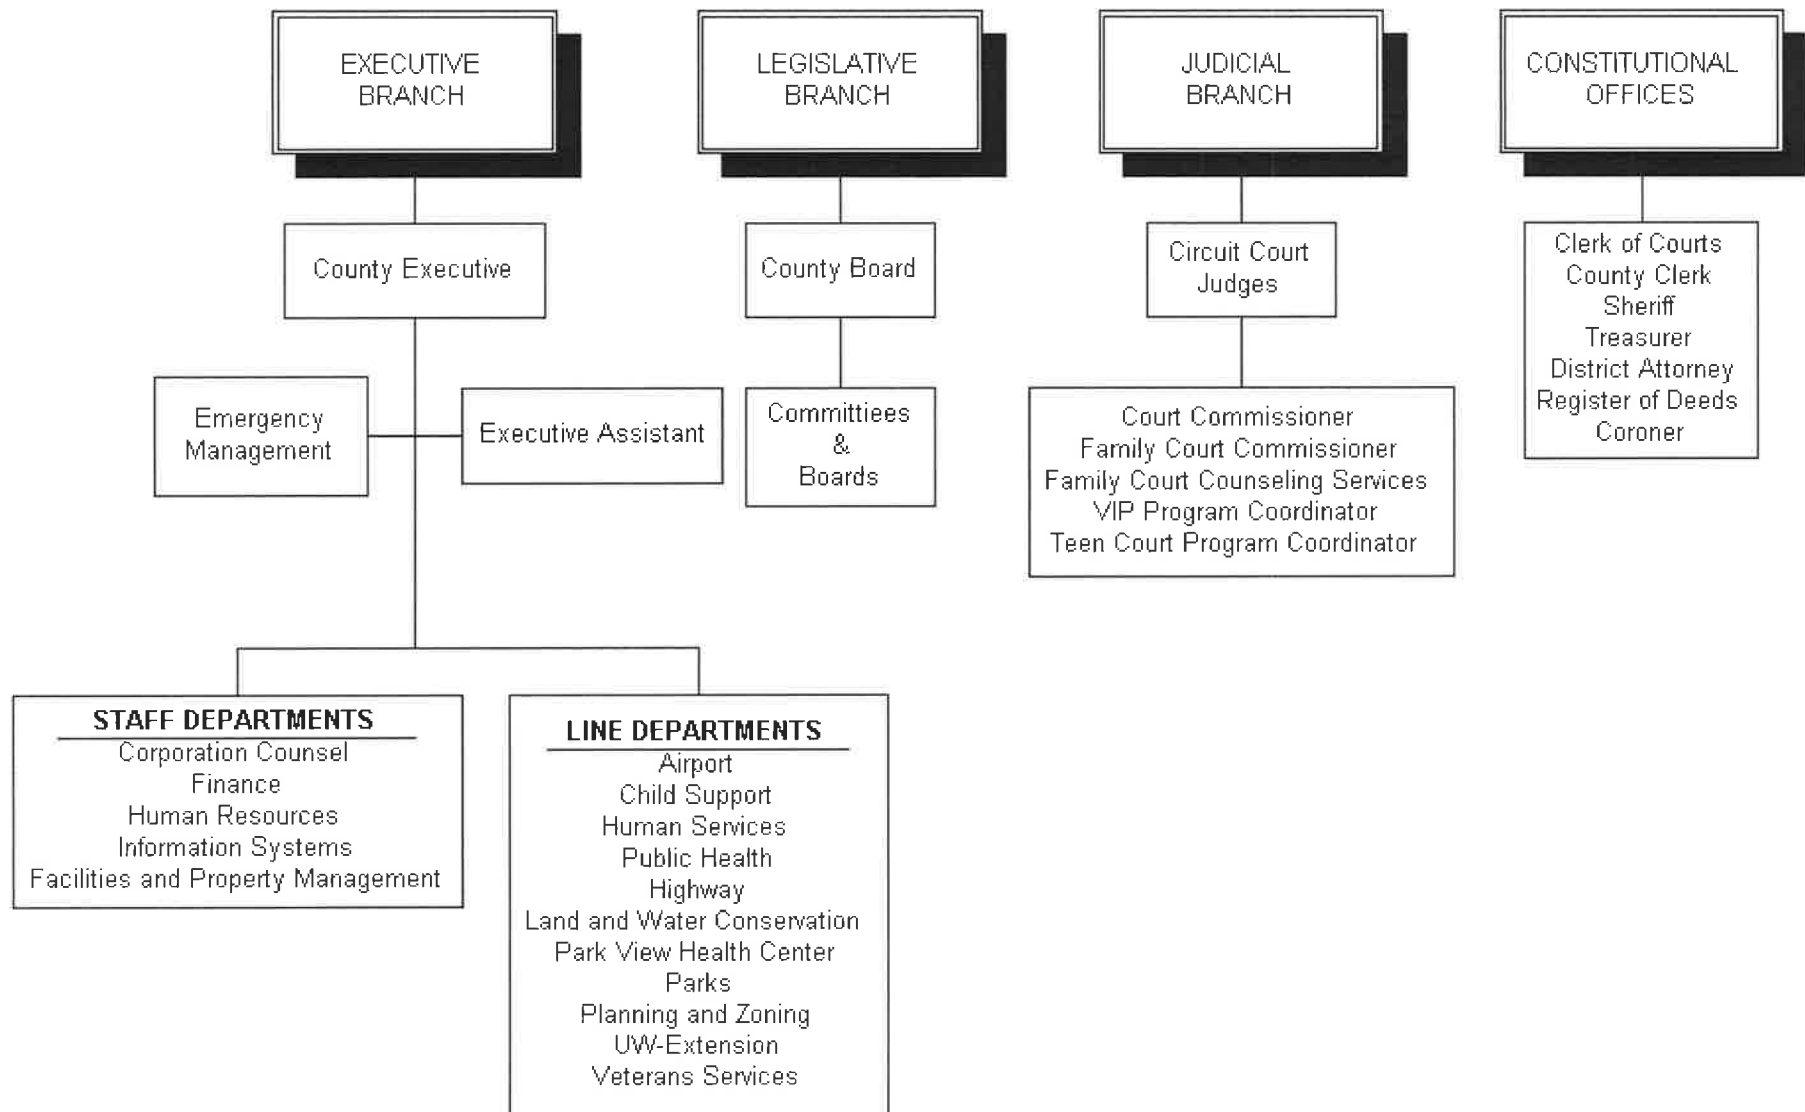 EXECUTIVE
BRANCH
LEGISLATIVE
BRANCH
JUDICIAL
BRANCH
CONSTITUTIONAL
OFFICES
County Executive
County Board
Circuit Court
Judges
Clerk of Courts
County Clerk
Sheriff
Treasurer
District Attorney
Register of Deeds
Coroner
Emergency
Management
Executive Assistant
Committiees
&
Boards
Court Commissioner
Family Court Commissioner
Family Court Counseling Services
VIP Program Coordinator
Teen Court Program Coordinator
STAFF DEPARTMENTS
Corporation Counsel
Finance
Human Resources
Information Systems
Facilities and Property Management
LINE DEPARTMENTS
Airport
Child Support
Human Services
Public Health
Highway
Land and Water Conservation
Park View Health Center
Parks
Planning and Zoning
UW-Extension
Veterans Services